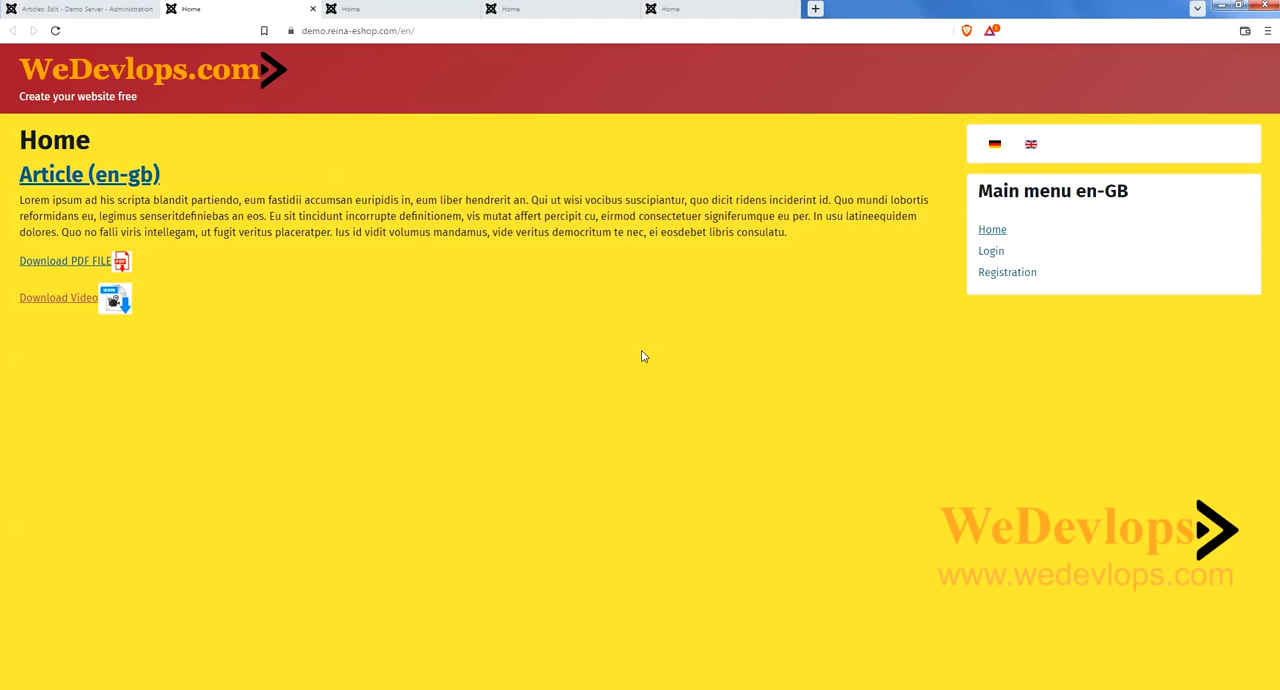 Articles: Edit - Demo Server - Administration
Home
Home
Home
Home
demo.reina-eshop.com/en/
1
WeDevlops.com
Create your website free
Home
Article (en-gb)
Lorem ipsum ad his scripta blandit partiendo, eum fastidii accumsan euripidis in, eum liber hendrerit an. Qui ut wisi vocibus suscipiantur, quo dicit ridens inciderint id. Quo mundi lobortis
reformidans eu, legimus senseritdefiniebas an eos. Eu sit tincidunt incorrupte definitionem, vis mutat affert percipit cu, eirmod consectetuer signiferumque eu per. In usu latineequidem
dolores. Quo no falli viris intellegam, ut fugit veritus placeratper. Ius id vidit volumus mandamus, vide veritus democritum te nec, ei eosdebet libris consulatu.
Download PDF FILE
PDF
Download Video
WORD
Main menu en-GB
Home
Login
Registration
WeDevlops
www.wedevlops.com